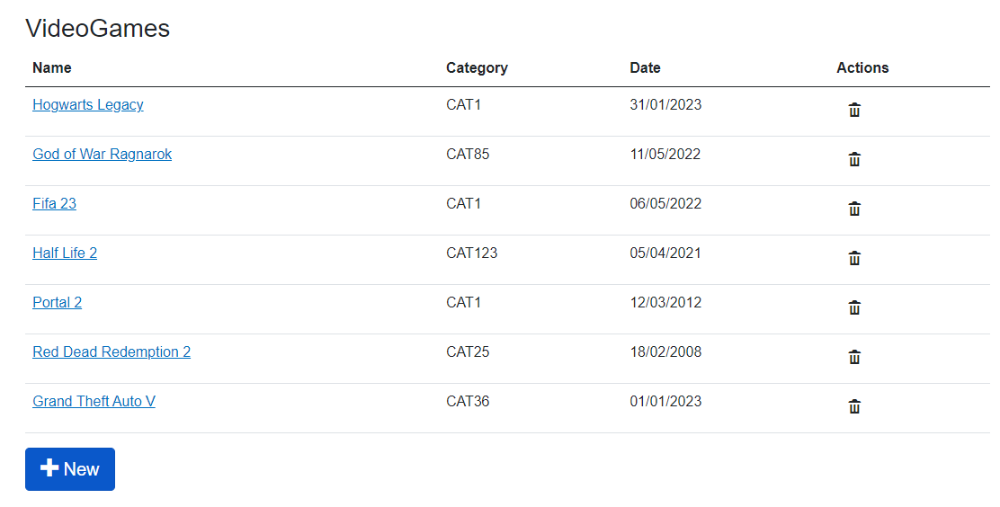 VideoGames
Name Category Date Actions
Hogwarts Legacy CAT1 31/01/2023
God of War Ragnarok CAT85 11/05/2022
Fifa 23 CAT1 06/05/2022
Half Life 2 CAT123 05/04/2021
Portal 2 CAT1 12/03/2012
Red Dead Redemption 2 CAT25 18/02/2008
Grand Theft Auto V CAT36 01/01/2023
New